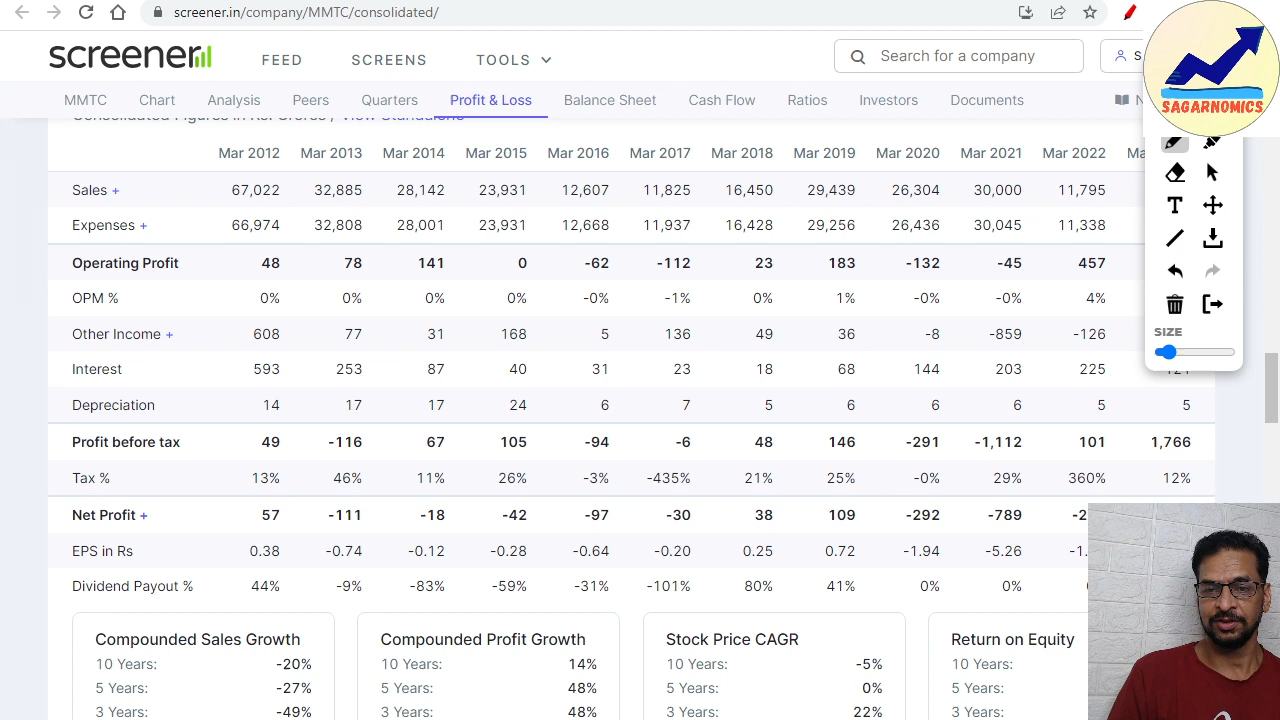 screener.in/company/MMTC/consolidated/
screener FEED SCREENS TOOLS Search for a company S
MMTC Chart Analysis Peers Quarters Profit & Loss Balance Sheet Cash Flow Ratios Investors Documents N
SAGARNOMICS
Consolidated Figures in Rs. Crores / View Standalone
Mar 2012 Mar 2013 Mar 2014 Mar 2015 Mar 2016 Mar 2017 Mar 2018 Mar 2019 Mar 2020 Mar 2021 Mar 2022 Ma
Sales + 67,022 32,885 28,142 23,931 12,607 11,825 16,450 29,439 26,304 30,000 11,795
Expenses + 66,974 32,808 28,001 23,931 12,668 11,937 16,428 29,256 26,436 30,045 11,338
Operating Profit 48 78 141 0 -62 -112 23 183 -132 -45 457
OPM % 0% 0% 0% 0% -0% -1% 0% 1% -0% -0% 4%
Other Income + 608 77 31 168 5 136 49 36 -8 -859 -126
SIZE
Interest 593 253 87 40 31 23 18 68 144 203 225
Depreciation 14 17 17 24 6 7 5 6 6 6 5 5
Profit before tax 49 -116 67 105 -94 -6 48 146 -291 -1,112 101 1,766
Tax % 13% 46% 11% 26% -3% -435% 21% 25% -0% 29% 360% 12%
Net Profit + 57 -111 -18 -42 -97 -30 38 109 -292 -789 -2
EPS in Rs 0.38 -0.74 -0.12 -0.28 -0.64 -0.20 0.25 0.72 -1.94 -5.26 -1.
Dividend Payout % 44% -9% -83% -59% -31% -101% 80% 41% 0% 0%
Compounded Sales Growth
10 Years: -20%
5 Years: -27%
3 Years: -49%
Compounded Profit Growth
10 Years: 14%
5 Years: 48%
3 Years: 48%
Stock Price CAGR
10 Years: -5%
5 Years: 0%
3 Years: 22%
Return on Equity
10 Years:
5 Years:
3 Years: